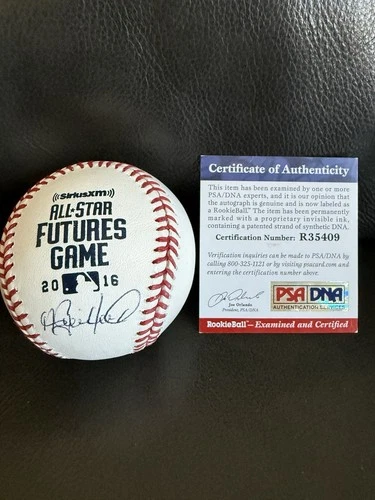 ((SiriusXM))
ALL★STAR
FUTURES
GAME
20 16
Certificate of Authenticity
This item has been examined by one or more
PSA/DNA experts, and it is our opinion that
the autograph is genuine and is now labeled a
RookieBall™. The item has been permanently
marked with a proprietary invisible ink,
containing a patented strand of synthetic DNA.
Certification Number: R35409
Verification inquiries can be made to PSA/DNA by
calling 800-325-1121 or by visiting psacard.com and
entering the certification number above.
Joe Orlando
President, PSA/DNA
PSA DNA
AUTHENTICATION
RookieBall™ – Examined and Certified